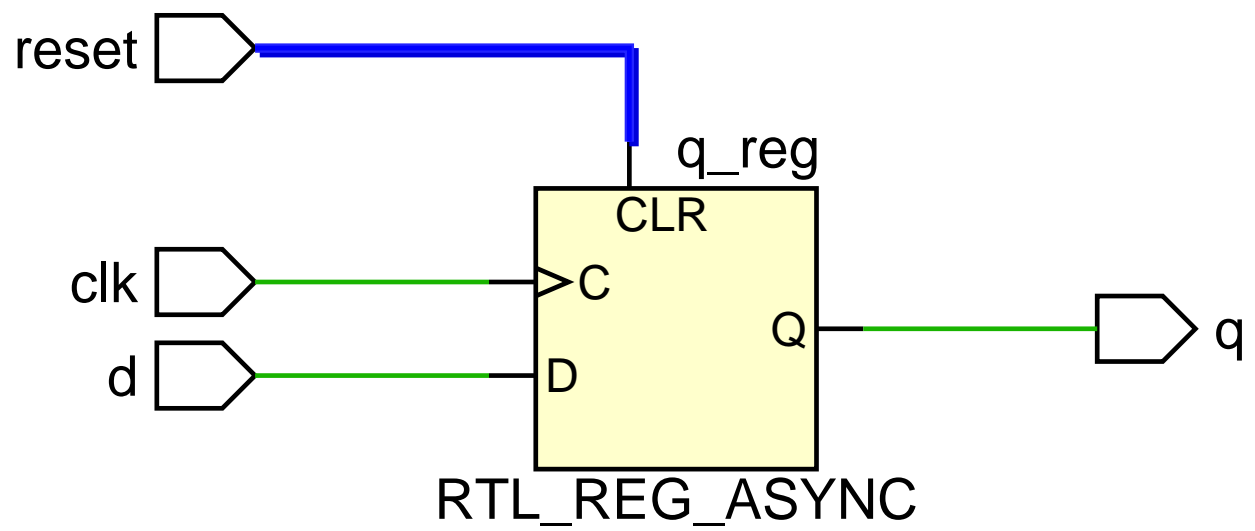 reset
q_reg
CLR
clk
C
Q
q
d
D
RTL_REG_ASYNC